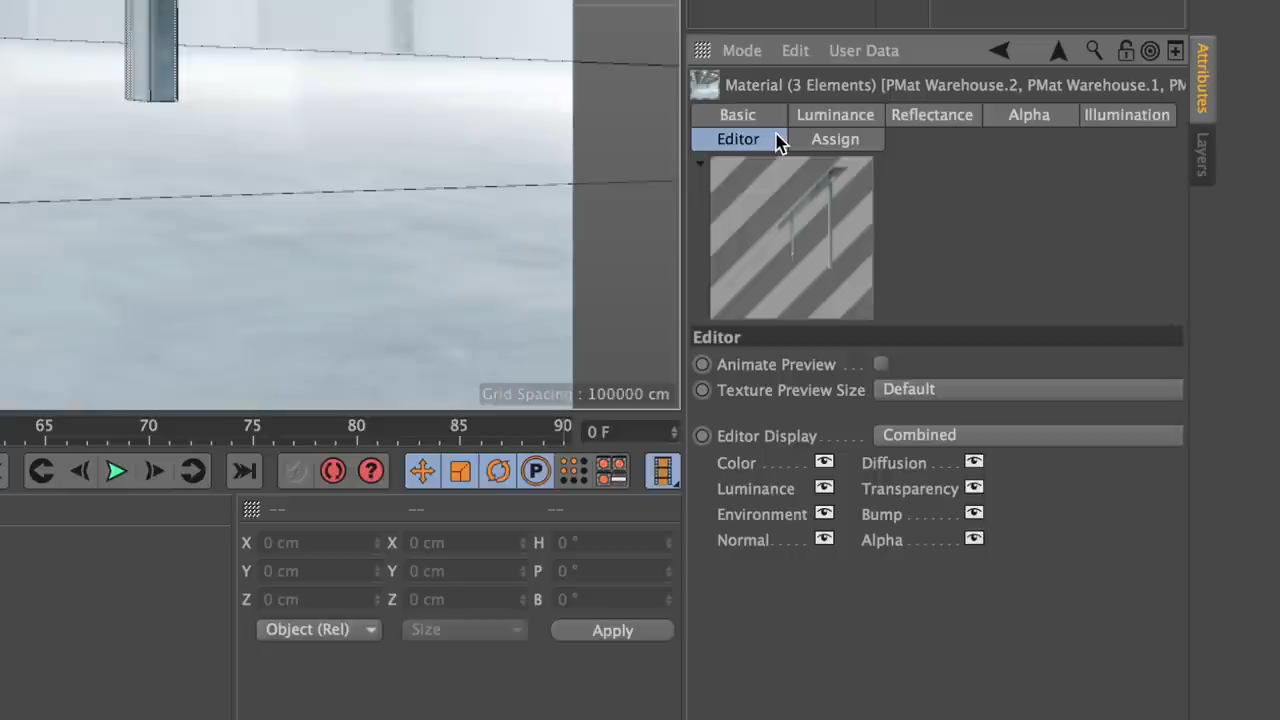 Mode Edit User Data
Attributes
Layers
Material (3 Elements) [PMat Warehouse.2, PMat Warehouse.1, PM
Basic Luminance Reflectance Alpha Illumination
Editor Assign
Editor
Animate Preview . . .
Texture Preview Size Default
Grid Spacing : 100000 cm
65 70 75 80 85 90 0 F
Editor Display . . . . . . Combined
Color . . . . . Diffusion . . . .
Luminance Transparency
Environment Bump . . . . . . .
Normal . . . . . Alpha . . . . . . .
P
?
-- -- --
X 0 cm X 0 cm H 0 °
Y 0 cm Y 0 cm P 0 °
Z 0 cm Z 0 cm B 0 °
Object (Rel) Size Apply